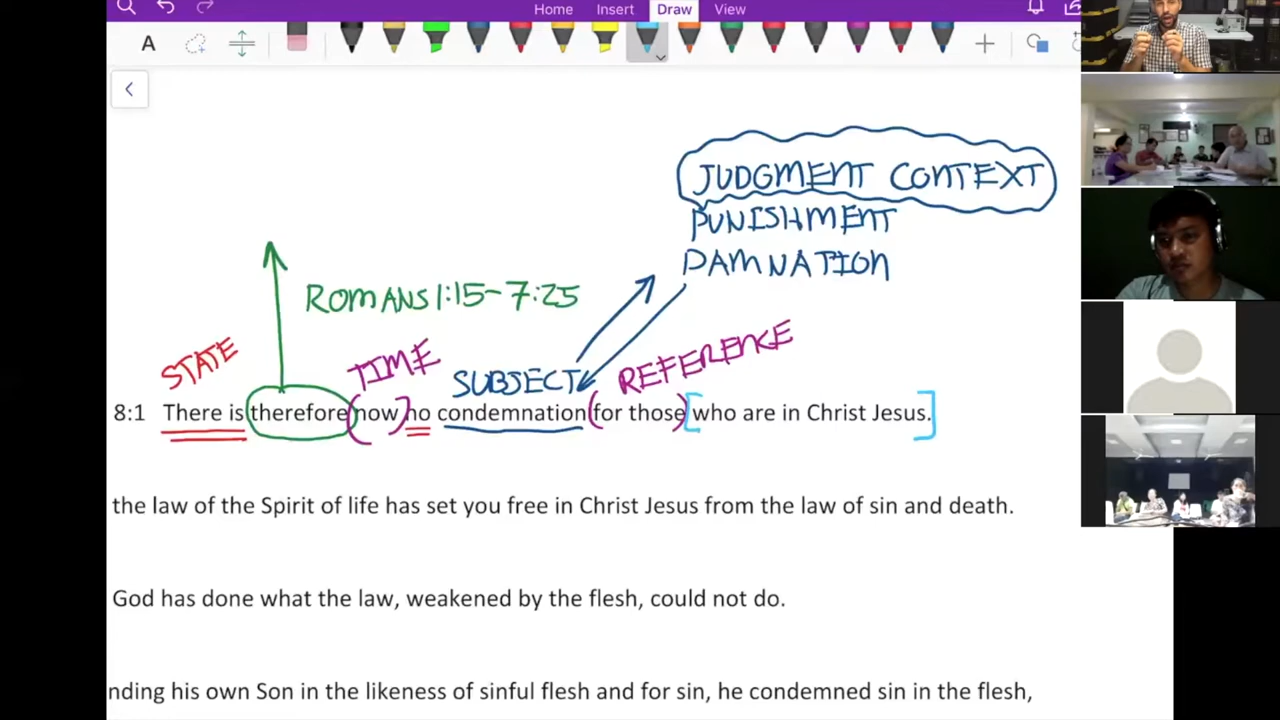 Home Insert Draw View
A
JUDGMENT CONTEXT
PUNISHMENT
DAMNATION
ROMANS 1:15-7:25
STATE
TIME
SUBJECT
REFERENCE
8:1 There is therefore now no condemnation for those who are in Christ Jesus.
the law of the Spirit of life has set you free in Christ Jesus from the law of sin and death.
God has done what the law, weakened by the flesh, could not do.
nding his own Son in the likeness of sinful flesh and for sin, he condemned sin in the flesh,